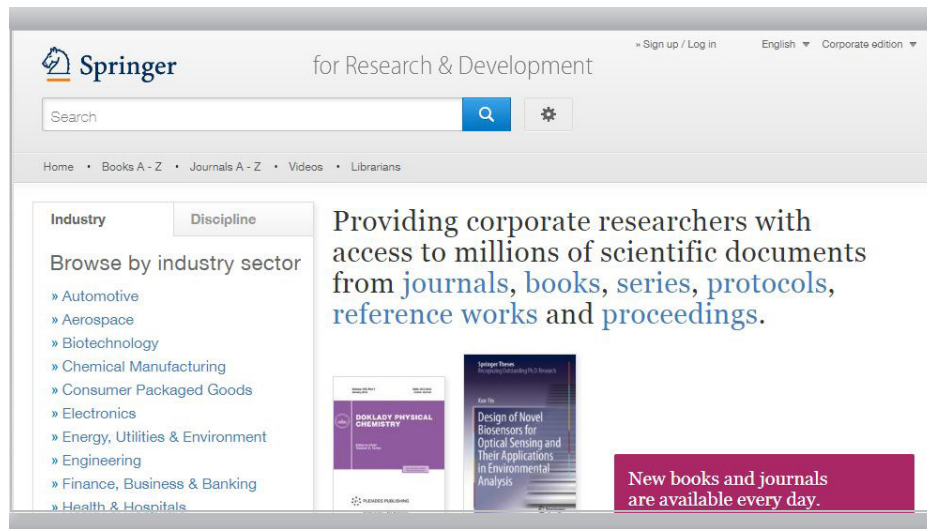 » Sign up / Log in English Corporate edition
Springer for Research & Development
Search
Home • Books A - Z • Journals A - Z • Videos • Librarians
Industry Discipline
Browse by industry sector
» Automotive
» Aerospace
» Biotechnology
» Chemical Manufacturing
» Consumer Packaged Goods
» Electronics
» Energy, Utilities & Environment
» Engineering
» Finance, Business & Banking
» Health & Hospitals
Providing corporate researchers with
access to millions of scientific documents
from journals, books, series, protocols,
reference works and proceedings.
DOKLADY PHYSICAL
CHEMISTRY
PLEIADES PUBLISHING
Springer Theses
Recognizing Outstanding Ph.D. Research
Design of Novel
Biosensors for
Optical Sensing and
Their Applications
in Environmental
Analysis
New books and journals
are available every day.